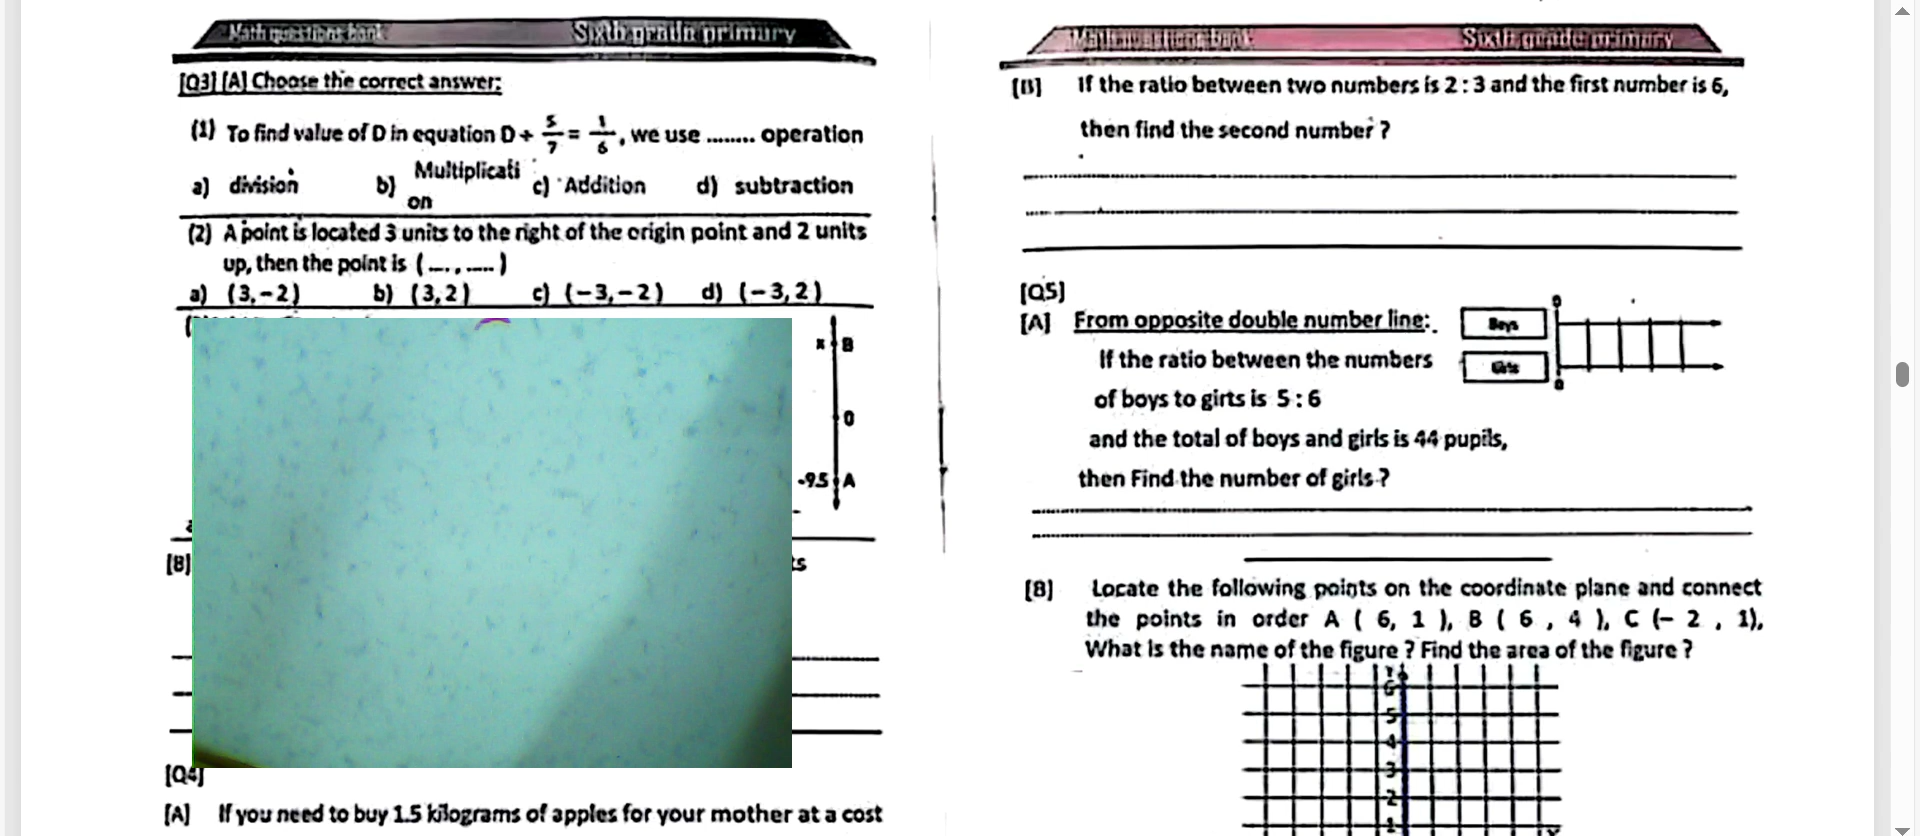 Math questions bank
Sixth grade primary
[Q3] [A] Choose the correct answer:
(1) To find value of D in equation D + 5/7 = 1/6, we use ........ operation
a) division b) Multiplicati on c) Addition d) subtraction
(2) A point is located 3 units to the right of the origin point and 2 units
up, then the point is (...., .....)
a) (3,-2) b) (3,2) c) (-3,-2) d) (-3,2)
x B
0
-9.5 A
[B]
[Q4]
[A] If you need to buy 1.5 kilograms of apples for your mother at a cost
Math questions bank
Sixth grade primary
[B] If the ratio between two numbers is 2 : 3 and the first number is 6,
then find the second number ?
[Q5]
[A] From opposite double number line:
Boys
Girls
0
0
If the ratio between the numbers
of boys to girts is 5 : 6
and the total of boys and girls is 44 pupils,
then Find the number of girls ?
[B] Locate the following points on the coordinate plane and connect
the points in order A ( 6, 1 ), B ( 6 , 4 ), C (- 2 , 1),
What is the name of the figure ? Find the area of the figure ?
Y
6
5
4
3
2
1